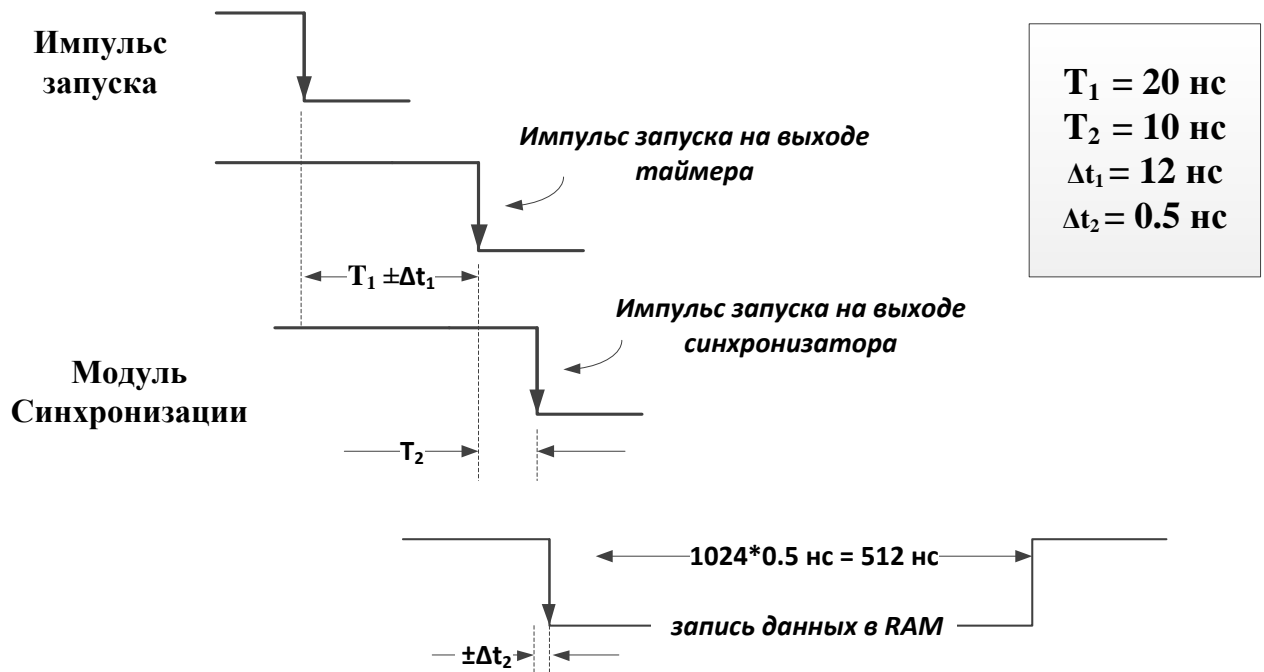 Импульс
запуска
T₁ = 20 нс
T₂ = 10 нс
Δt₁ = 12 нс
Δt₂ = 0.5 нс
Импульс запуска на выходе
таймера
T₁ ±Δt₁
Импульс запуска на выходе
синхронизатора
Модуль
Синхронизации
T₂
1024*0.5 нс = 512 нс
запись данных в RAM
±Δt₂